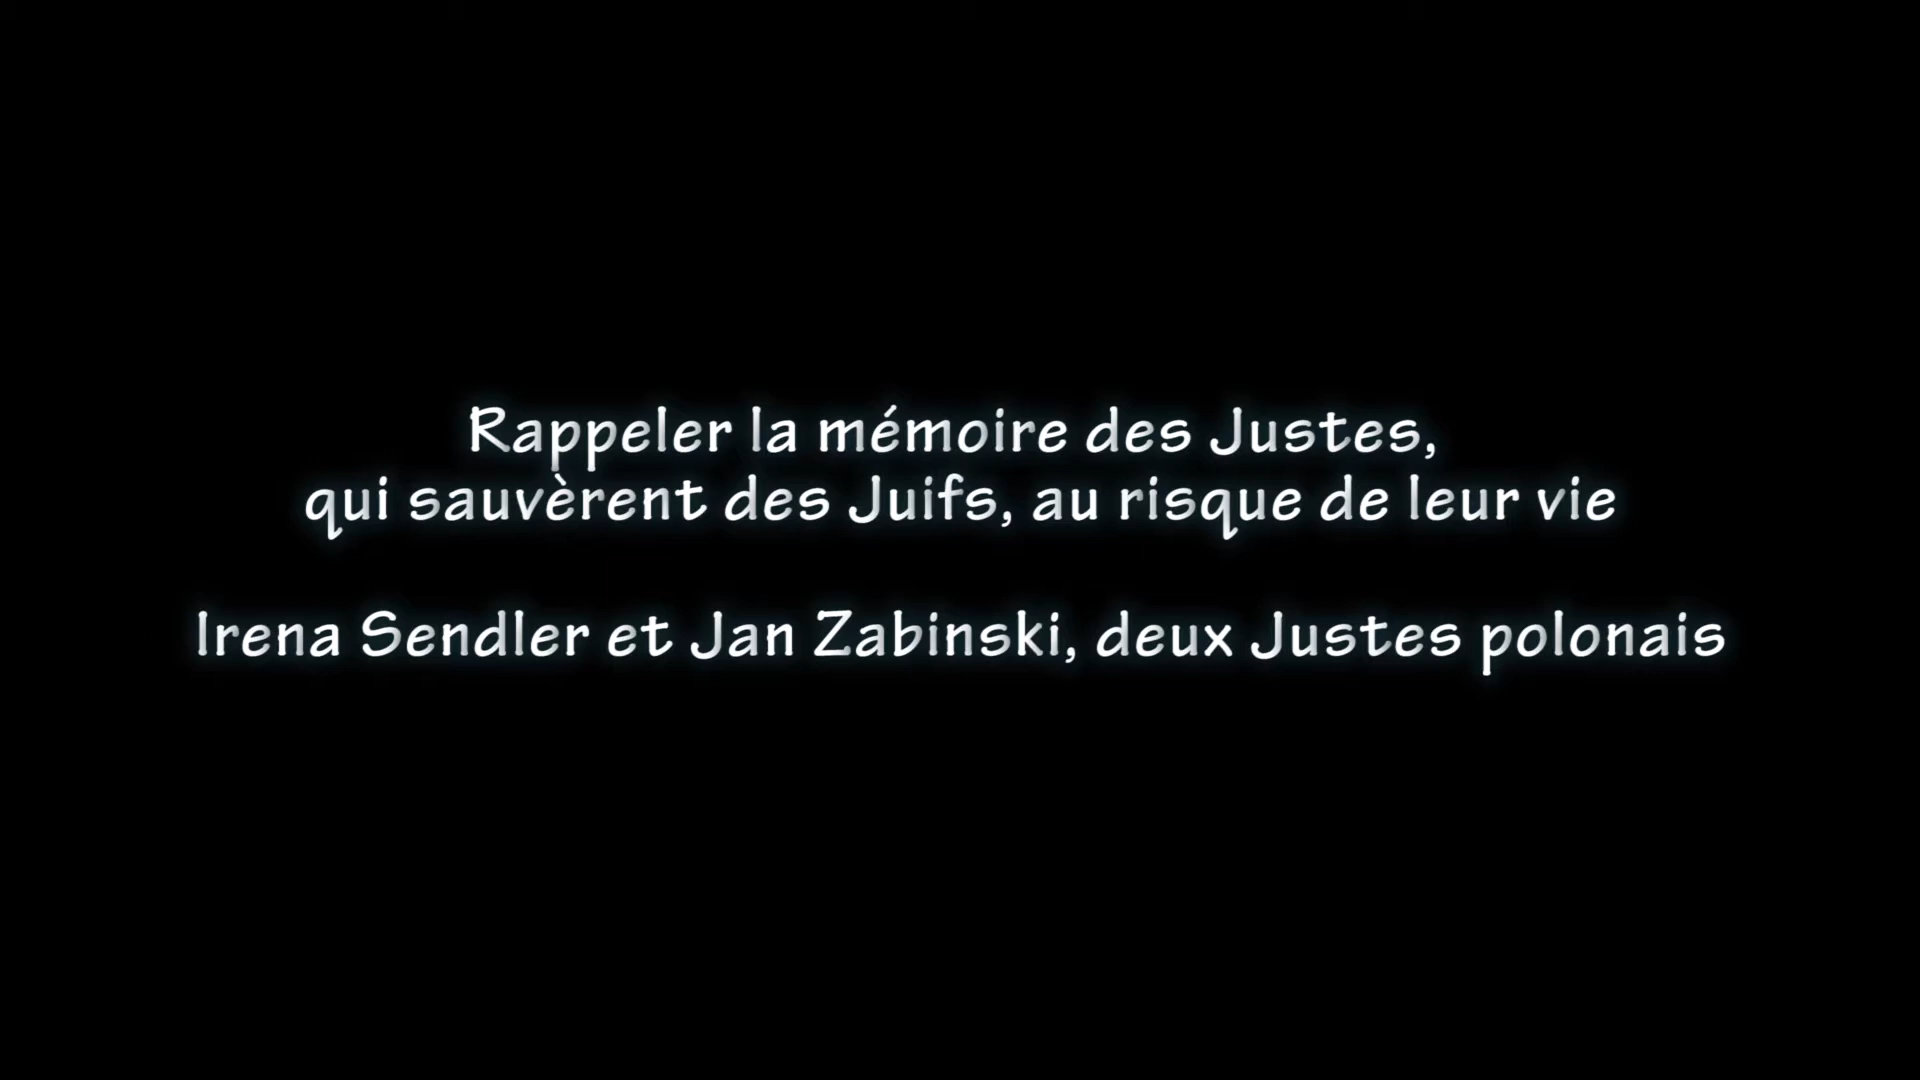 Rappeler la mémoire des Justes,
qui sauvèrent des Juifs, au risque de leur vie
Irena Sendler et Jan Zabinski, deux Justes polonais